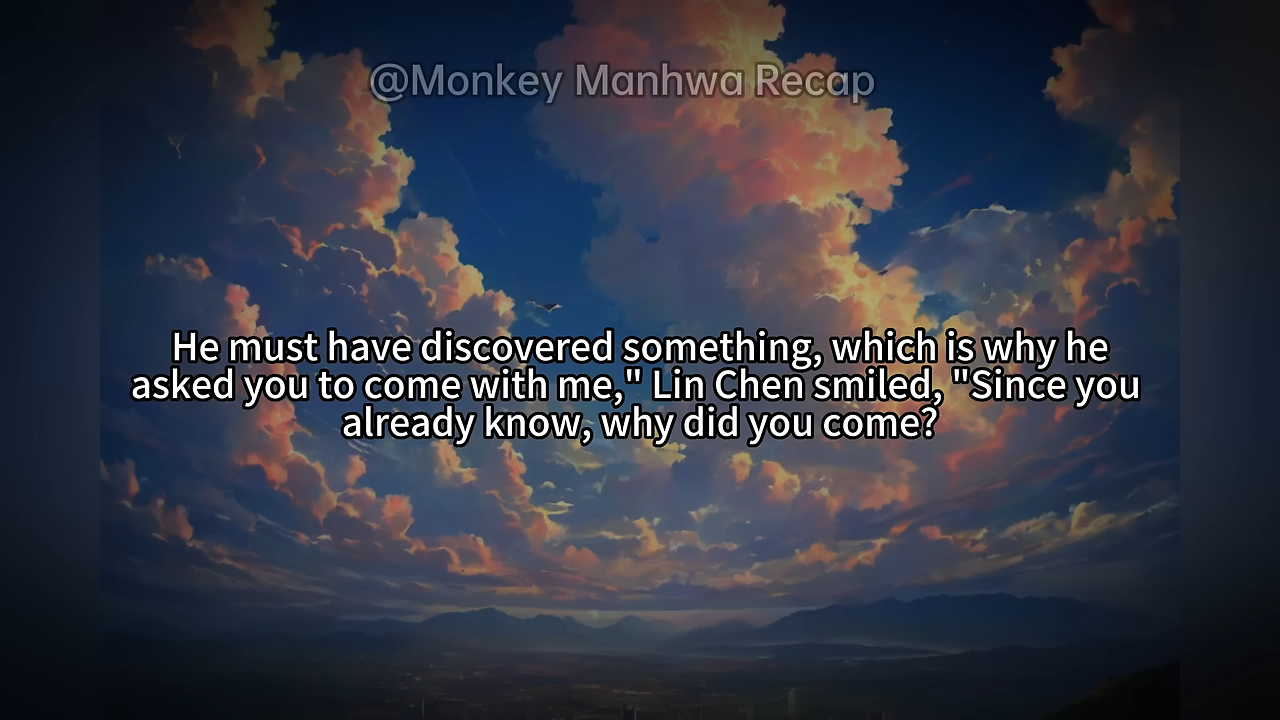 @Monkey Manhwa Recap
He must have discovered something, which is why he
asked you to come with me," Lin Chen smiled, "Since you
already know, why did you come?